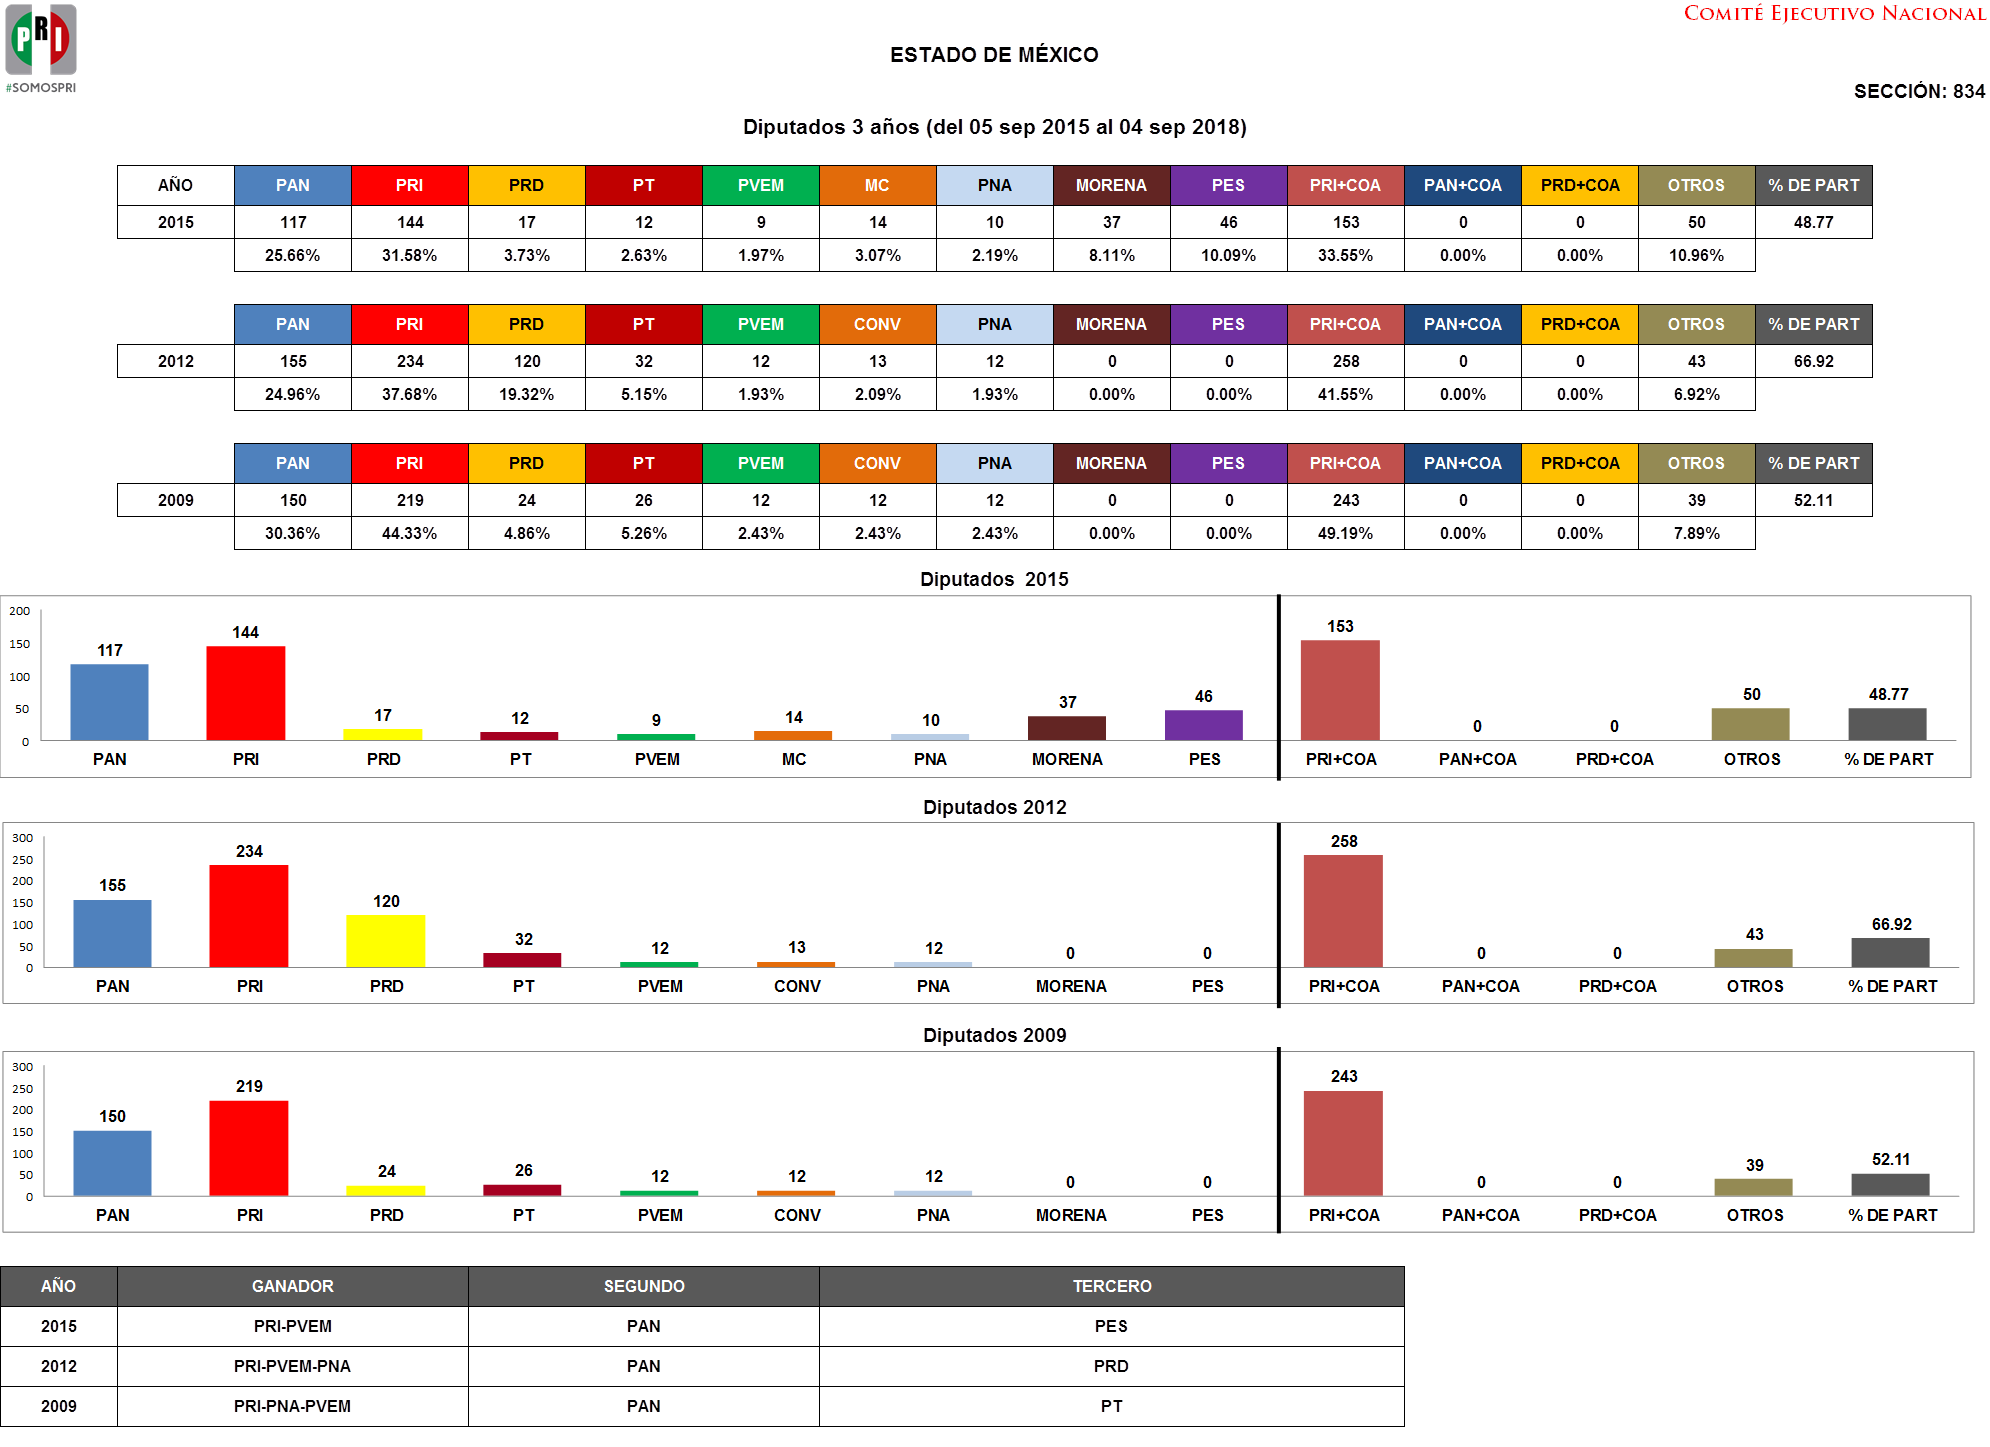 PRI
#SOMOSPRI
COMITÉ EJECUTIVO NACIONAL
ESTADO DE MÉXICO
SECCIÓN: 834
Diputados 3 años (del 05 sep 2015 al 04 sep 2018)
AÑO PAN PRI PRD PT PVEM MC PNA MORENA PES PRI+COA PAN+COA PRD+COA OTROS % DE PART
2015 117 144 17 12 9 14 10 37 46 153 0 0 50 48.77
25.66% 31.58% 3.73% 2.63% 1.97% 3.07% 2.19% 8.11% 10.09% 33.55% 0.00% 0.00% 10.96%
PAN PRI PRD PT PVEM CONV PNA MORENA PES PRI+COA PAN+COA PRD+COA OTROS % DE PART
2012 155 234 120 32 12 13 12 0 0 258 0 0 43 66.92
24.96% 37.68% 19.32% 5.15% 1.93% 2.09% 1.93% 0.00% 0.00% 41.55% 0.00% 0.00% 6.92%
PAN PRI PRD PT PVEM CONV PNA MORENA PES PRI+COA PAN+COA PRD+COA OTROS % DE PART
2009 150 219 24 26 12 12 12 0 0 243 0 0 39 52.11
30.36% 44.33% 4.86% 5.26% 2.43% 2.43% 2.43% 0.00% 0.00% 49.19% 0.00% 0.00% 7.89%
Diputados 2015
200
150
100
50
0
117 144 17 12 9 14 10 37 46 153 0 0 50 48.77
PAN PRI PRD PT PVEM MC PNA MORENA PES PRI+COA PAN+COA PRD+COA OTROS % DE PART
Diputados 2012
300
250
200
150
100
50
0
155 234 120 32 12 13 12 0 0 258 0 0 43 66.92
PAN PRI PRD PT PVEM CONV PNA MORENA PES PRI+COA PAN+COA PRD+COA OTROS % DE PART
Diputados 2009
300
250
200
150
100
50
0
150 219 24 26 12 12 12 0 0 243 0 0 39 52.11
PAN PRI PRD PT PVEM CONV PNA MORENA PES PRI+COA PAN+COA PRD+COA OTROS % DE PART
AÑO GANADOR SEGUNDO TERCERO
2015 PRI-PVEM PAN PES
2012 PRI-PVEM-PNA PAN PRD
2009 PRI-PNA-PVEM PAN PT